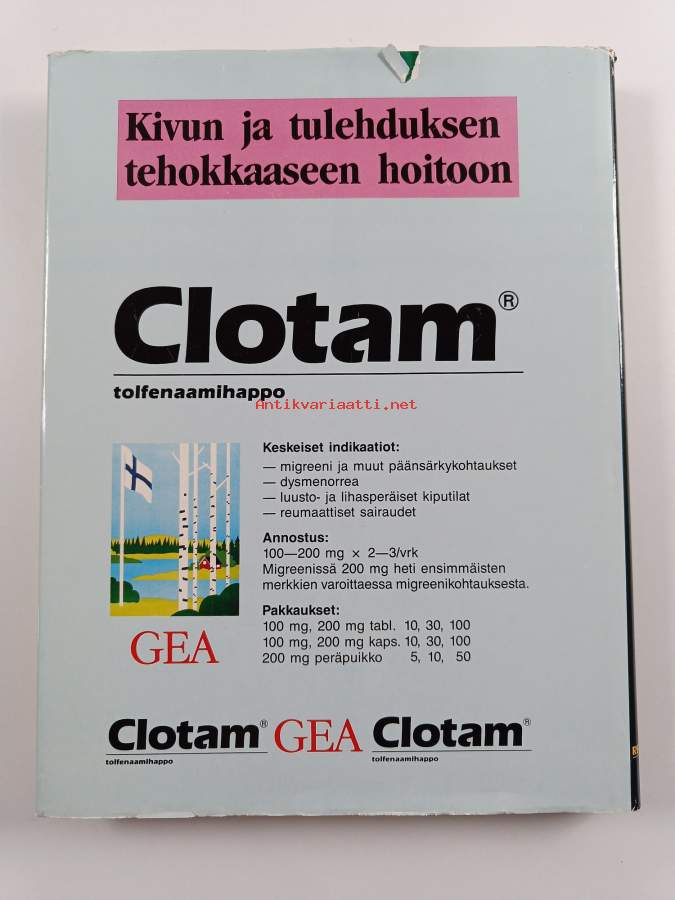 Kivun ja tulehduksen
tehokkaaseen hoitoon
Clotam®
tolfenaamihappo
Antikvariaatti.net
Keskeiset indikaatiot:
— migreeni ja muut päänsärkykohtaukset
— dysmenorrea
— luusto- ja lihasperäiset kiputilat
— reumaattiset sairaudet
Annostus:
100—200 mg × 2—3/vrk
Migreenissä 200 mg heti ensimmäisten
merkkien varoittaessa migreenikohtauksesta.
Pakkaukset:
100 mg, 200 mg tabl. 10, 30, 100
100 mg, 200 mg kaps. 10, 30, 100
200 mg peräpuikko 5, 10, 50
GEA
Clotam® GEA Clotam®
tolfenaamihappo tolfenaamihappo